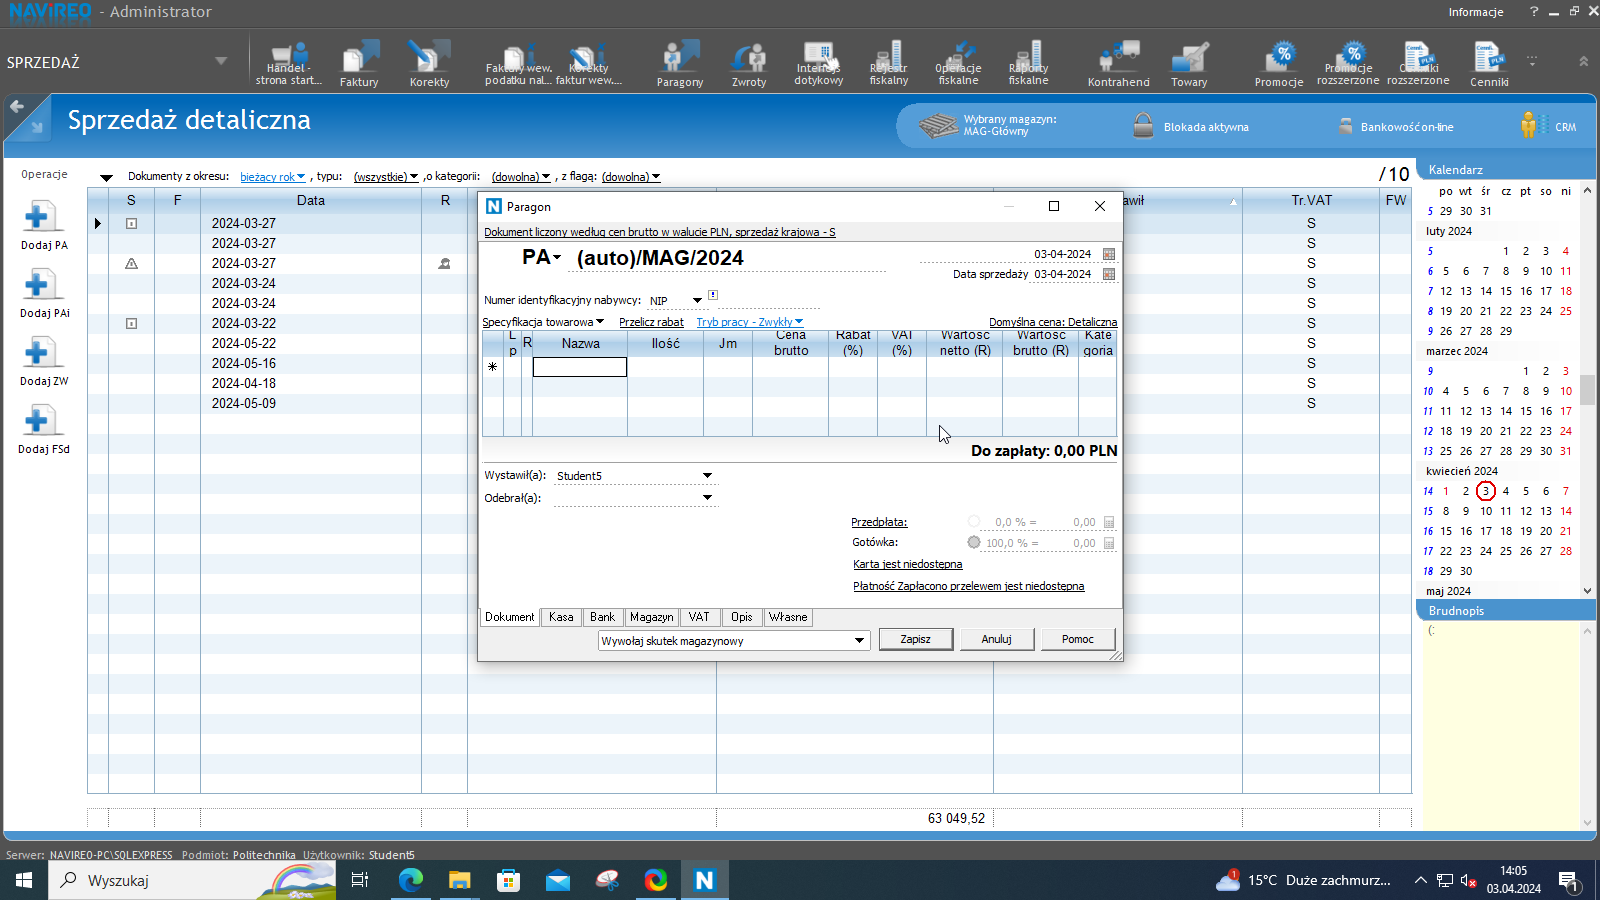 NAVIREO - Administrator
Informacje
SPRZEDAŻ
Handel - strona start...
Faktury
Korekty
Faktury wew. podatku nal...
Korekty faktur wew....
Paragony
Zwroty
Interfejs dotykowy
Rejestr fiskalny
Operacje fiskalne
Raporty fiskalne
Kontrahenci
Towary
Promocje
Promocje rozszerzone
Cenniki rozszerzone
Cenniki
Sprzedaż detaliczna
Wybrany magazyn:
MAG-Główny
Blokada aktywna
Bankowość on-line
CRM
Operacje
Dodaj PA
Dodaj PAi
Dodaj ZW
Dodaj FSd
Dokumenty z okresu: bieżący rok , typu: (wszystkie) ,o kategorii: (dowolna) , z flagą: (dowolna)
/10
S F Data R
awił Tr.VAT FW
2024-03-27 S
2024-03-27 S
2024-03-27 S
2024-03-24 S
2024-03-24 S
2024-03-22 S
2024-05-22 S
2024-05-16 S
2024-04-18 S
2024-05-09 S
63 049,52
Paragon
Dokument liczony według cen brutto w walucie PLN, sprzedaż krajowa - S
PA (auto)/MAG/2024
03-04-2024
Data sprzedaży 03-04-2024
Numer identyfikacyjny nabywcy: NIP
Specyfikacja towarowa Przelicz rabat Tryb pracy - Zwykły Domyślna cena: Detaliczna
Lp R Nazwa Ilość Jm Cena brutto Rabat (%) VAT (%) Wartość netto (R) Wartość brutto (R) Kategoria
Do zapłaty: 0,00 PLN
Wystawił(a): Student5
Odebrał(a):
Przedpłata: 0,0 % = 0,00
Gotówka: 100,0 % = 0,00
Karta jest niedostępna
Płatność Zapłacono przelewem jest niedostępna
Dokument Kasa Bank Magazyn VAT Opis Własne
Wywołaj skutek magazynowy Zapisz Anuluj Pomoc
Kalendarz
po wt śr cz pt so ni
5 29 30 31
luty 2024
5 1 2 3 4
6 5 6 7 8 9 10 11
7 12 13 14 15 16 17 18
8 19 20 21 22 23 24 25
9 26 27 28 29
marzec 2024
9 1 2 3
10 4 5 6 7 8 9 10
11 11 12 13 14 15 16 17
12 18 19 20 21 22 23 24
13 25 26 27 28 29 30 31
kwiecień 2024
14 1 2 3 4 5 6 7
15 8 9 10 11 12 13 14
16 15 16 17 18 19 20 21
17 22 23 24 25 26 27 28
18 29 30
maj 2024
Brudnopis
(:
Serwer: NAVIREO-PC\SQLEXPRESS Podmiot: Politechnika Użytkownik: Student5
Wyszukaj
1
15°C Duże zachmurz...
14:05
03.04.2024
1